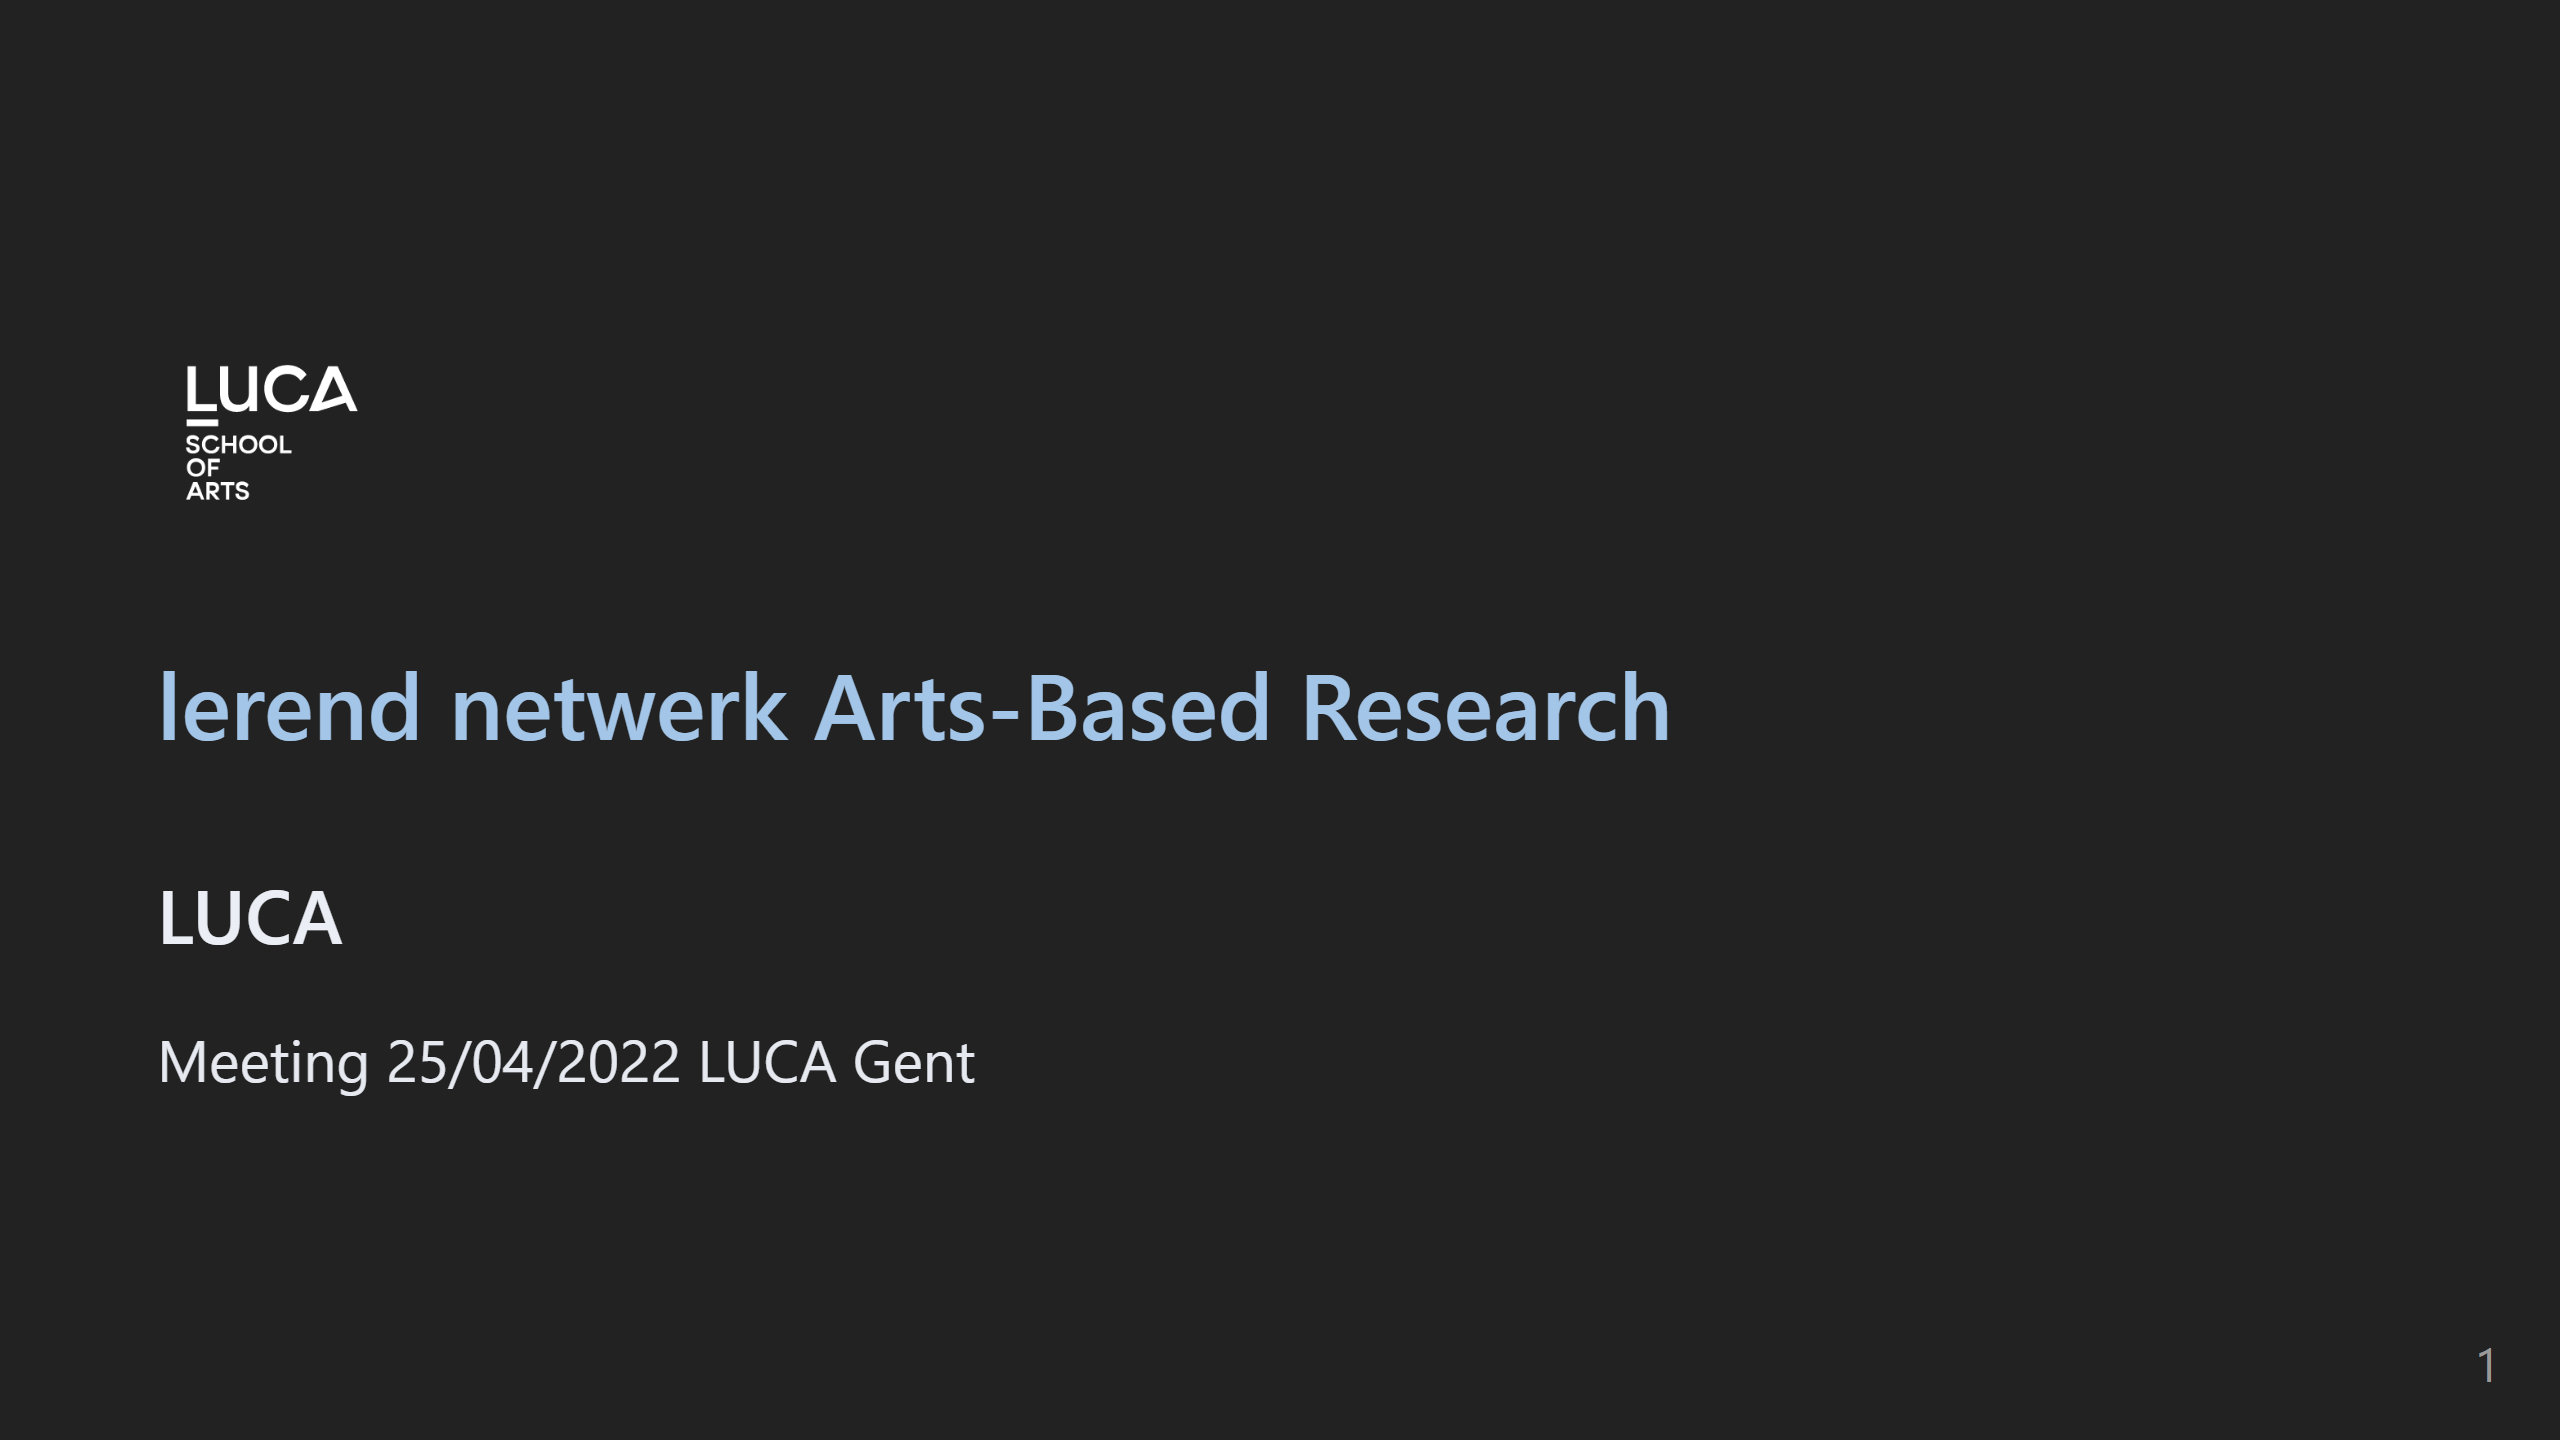 LUCA
SCHOOL
OF
ARTS
lerend netwerk Arts-Based Research
LUCA
Meeting 25/04/2022 LUCA Gent
1